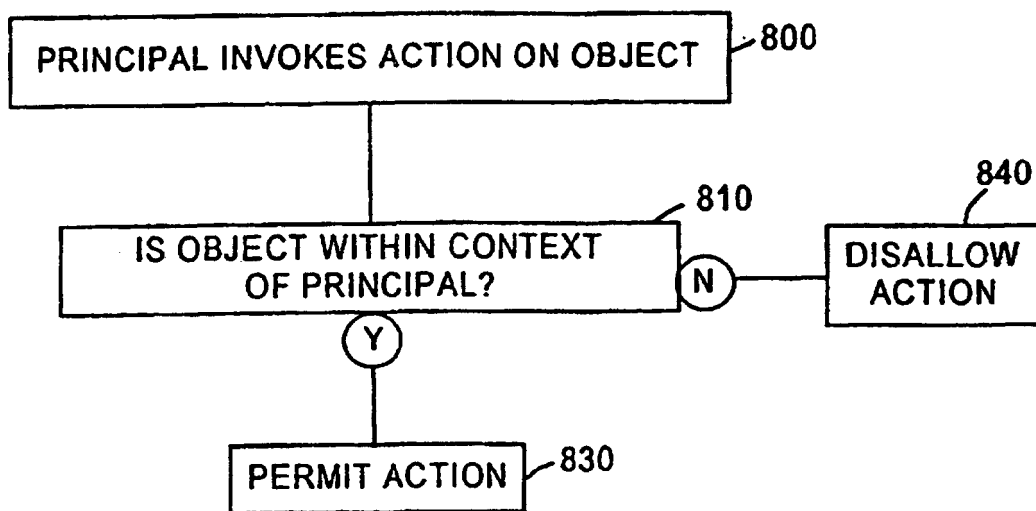 PRINCIPAL INVOKES ACTION ON OBJECT
800
810
IS OBJECT WITHIN CONTEXT
OF PRINCIPAL?
N
840
DISALLOW
ACTION
Y
PERMIT ACTION
830